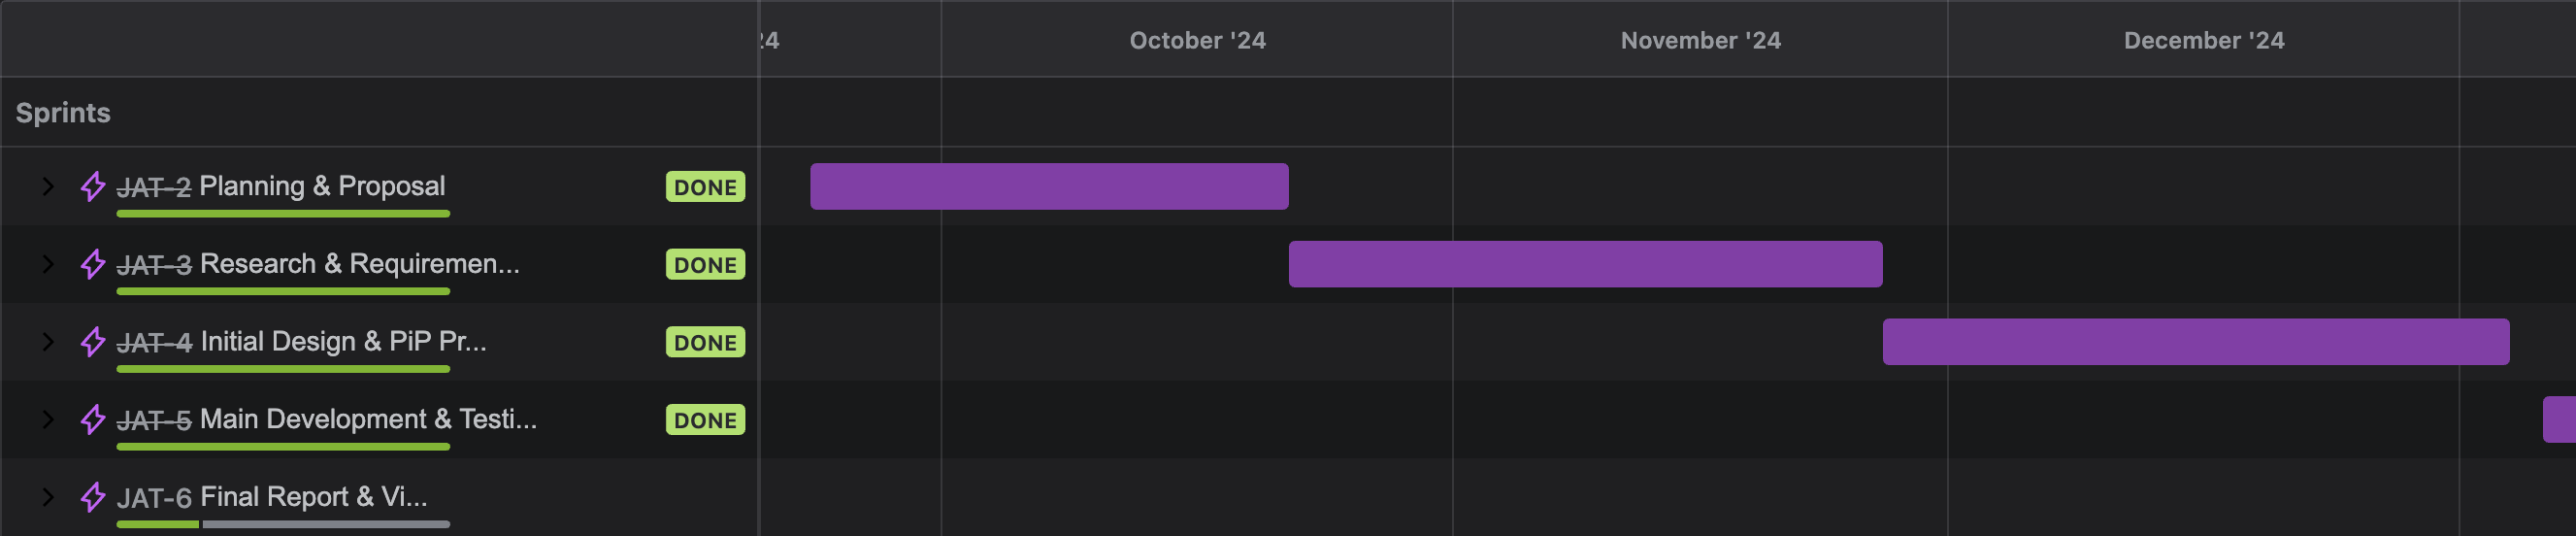 24 October '24 November '24 December '24
Sprints
JAT-2 Planning & Proposal DONE
JAT-3 Research & Requiremen... DONE
JAT-4 Initial Design & PiP Pr... DONE
JAT-5 Main Development & Testi... DONE
JAT-6 Final Report & Vi...